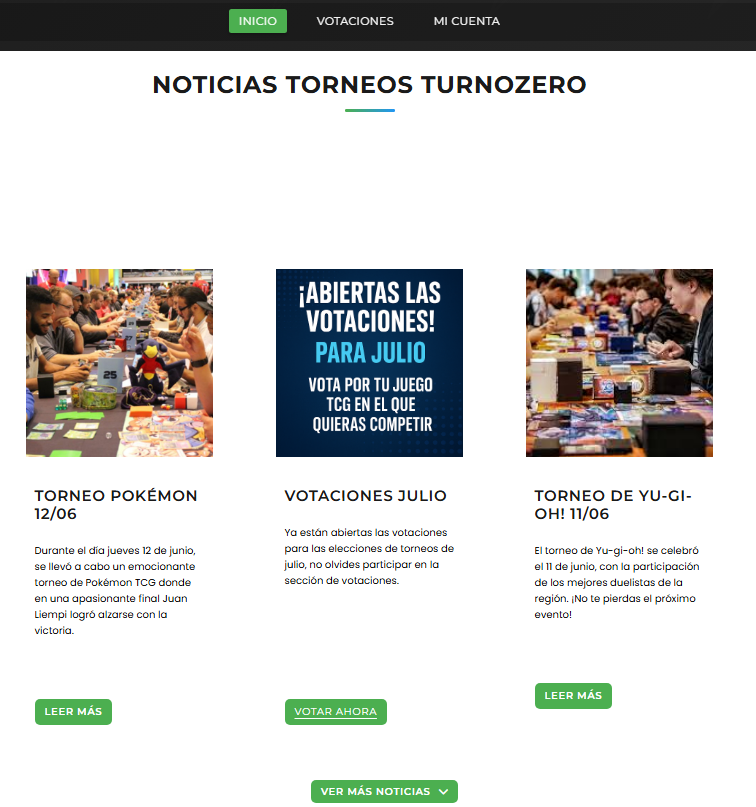 INICIO VOTACIONES MI CUENTA
NOTICIAS TORNEOS TURNOZERO
25
¡ABIERTAS LAS
VOTACIONES!
PARA JULIO
VOTA POR TU JUEGO
TCG EN EL QUE
QUIERAS COMPETIR
TORNEO POKÉMON
12/06
Durante el día jueves 12 de junio,
se llevó a cabo un emocionante
torneo de Pokémon TCG donde
en una apasionante final Juan
Liempi logró alzarse con la
victoria.
LEER MÁS
VOTACIONES JULIO
Ya están abiertas las votaciones
para las elecciones de torneos de
julio, no olvides participar en la
sección de votaciones.
VOTAR AHORA
TORNEO DE YU-GI-
OH! 11/06
El torneo de Yu-gi-oh! se celebró
el 11 de junio, con la participación
de los mejores duelistas de la
región. ¡No te pierdas el próximo
evento!
LEER MÁS
VER MÁS NOTICIAS